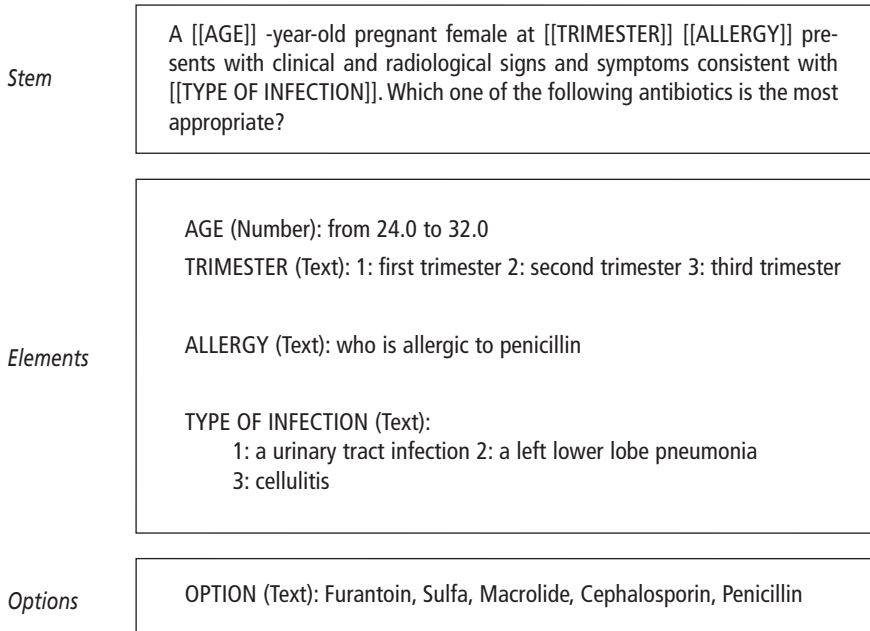 Stem
A [[AGE]] -year-old pregnant female at [[TRIMESTER]] [[ALLERGY]] pre-
sents with clinical and radiological signs and symptoms consistent with
[[TYPE OF INFECTION]]. Which one of the following antibiotics is the most
appropriate?
Elements
AGE (Number): from 24.0 to 32.0
TRIMESTER (Text): 1: first trimester 2: second trimester 3: third trimester
ALLERGY (Text): who is allergic to penicillin
TYPE OF INFECTION (Text):
1: a urinary tract infection 2: a left lower lobe pneumonia
3: cellulitis
Options
OPTION (Text): Furantoin, Sulfa, Macrolide, Cephalosporin, Penicillin